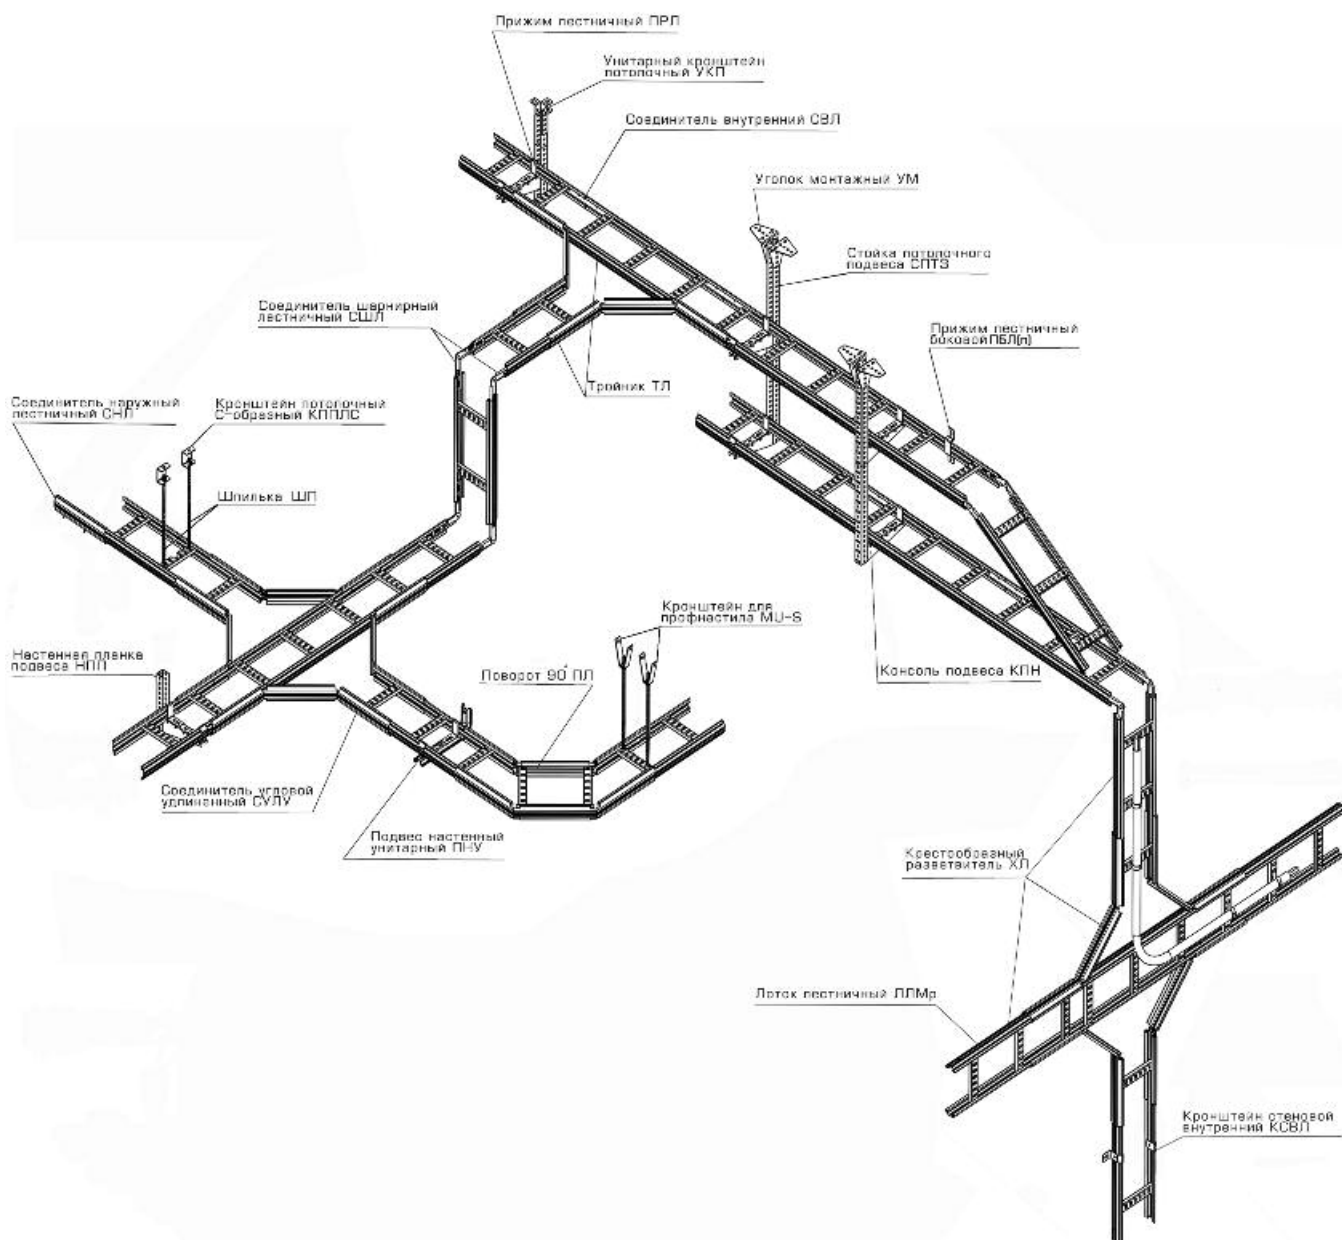 Прижим лестничный ПРЛ
Унитарный кронштейн
потолочный УКП
Соединитель внутренний СВЛ
Уголок монтажный УМ
Стойка потолочного
подвеса СПТЗ
Соединитель шарнирный
лестничный СШЛ
Прижим лестничный
боковой ПБЛ(п)
Тройник ТЛ
Соединитель наружный
лестничный СНЛ
Кронштейн потолочный
С-образный КППЛС
Шпилька ШП
Кронштейн для
профнастила MU-S
Настенная планка
подвеса НПП
Поворот 90° ПЛ
Консоль подвеса КПН
Соединитель угловой
удлиненный СУЛУ
Подвес настенный
унитарный ПНУ
Крестообразный
разветвитель ХЛ
Лоток лестничный ЛЛМр
Кронштейн стеновой
внутренний КСВЛ